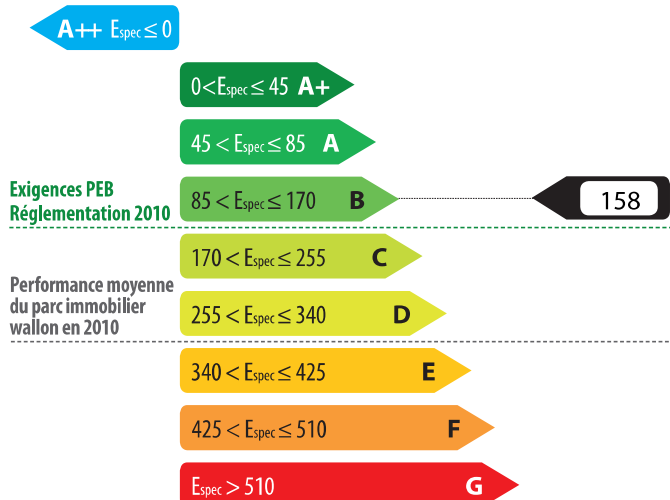 A++ Espec ≤ 0
0 < Espec ≤ 45 A+
45 < Espec ≤ 85 A
Exigences PEB
Réglementation 2010
85 < Espec ≤ 170 B
158
170 < Espec ≤ 255 C
Performance moyenne
du parc immobilier
wallon en 2010
255 < Espec ≤ 340 D
340 < Espec ≤ 425 E
425 < Espec ≤ 510 F
Espec > 510 G